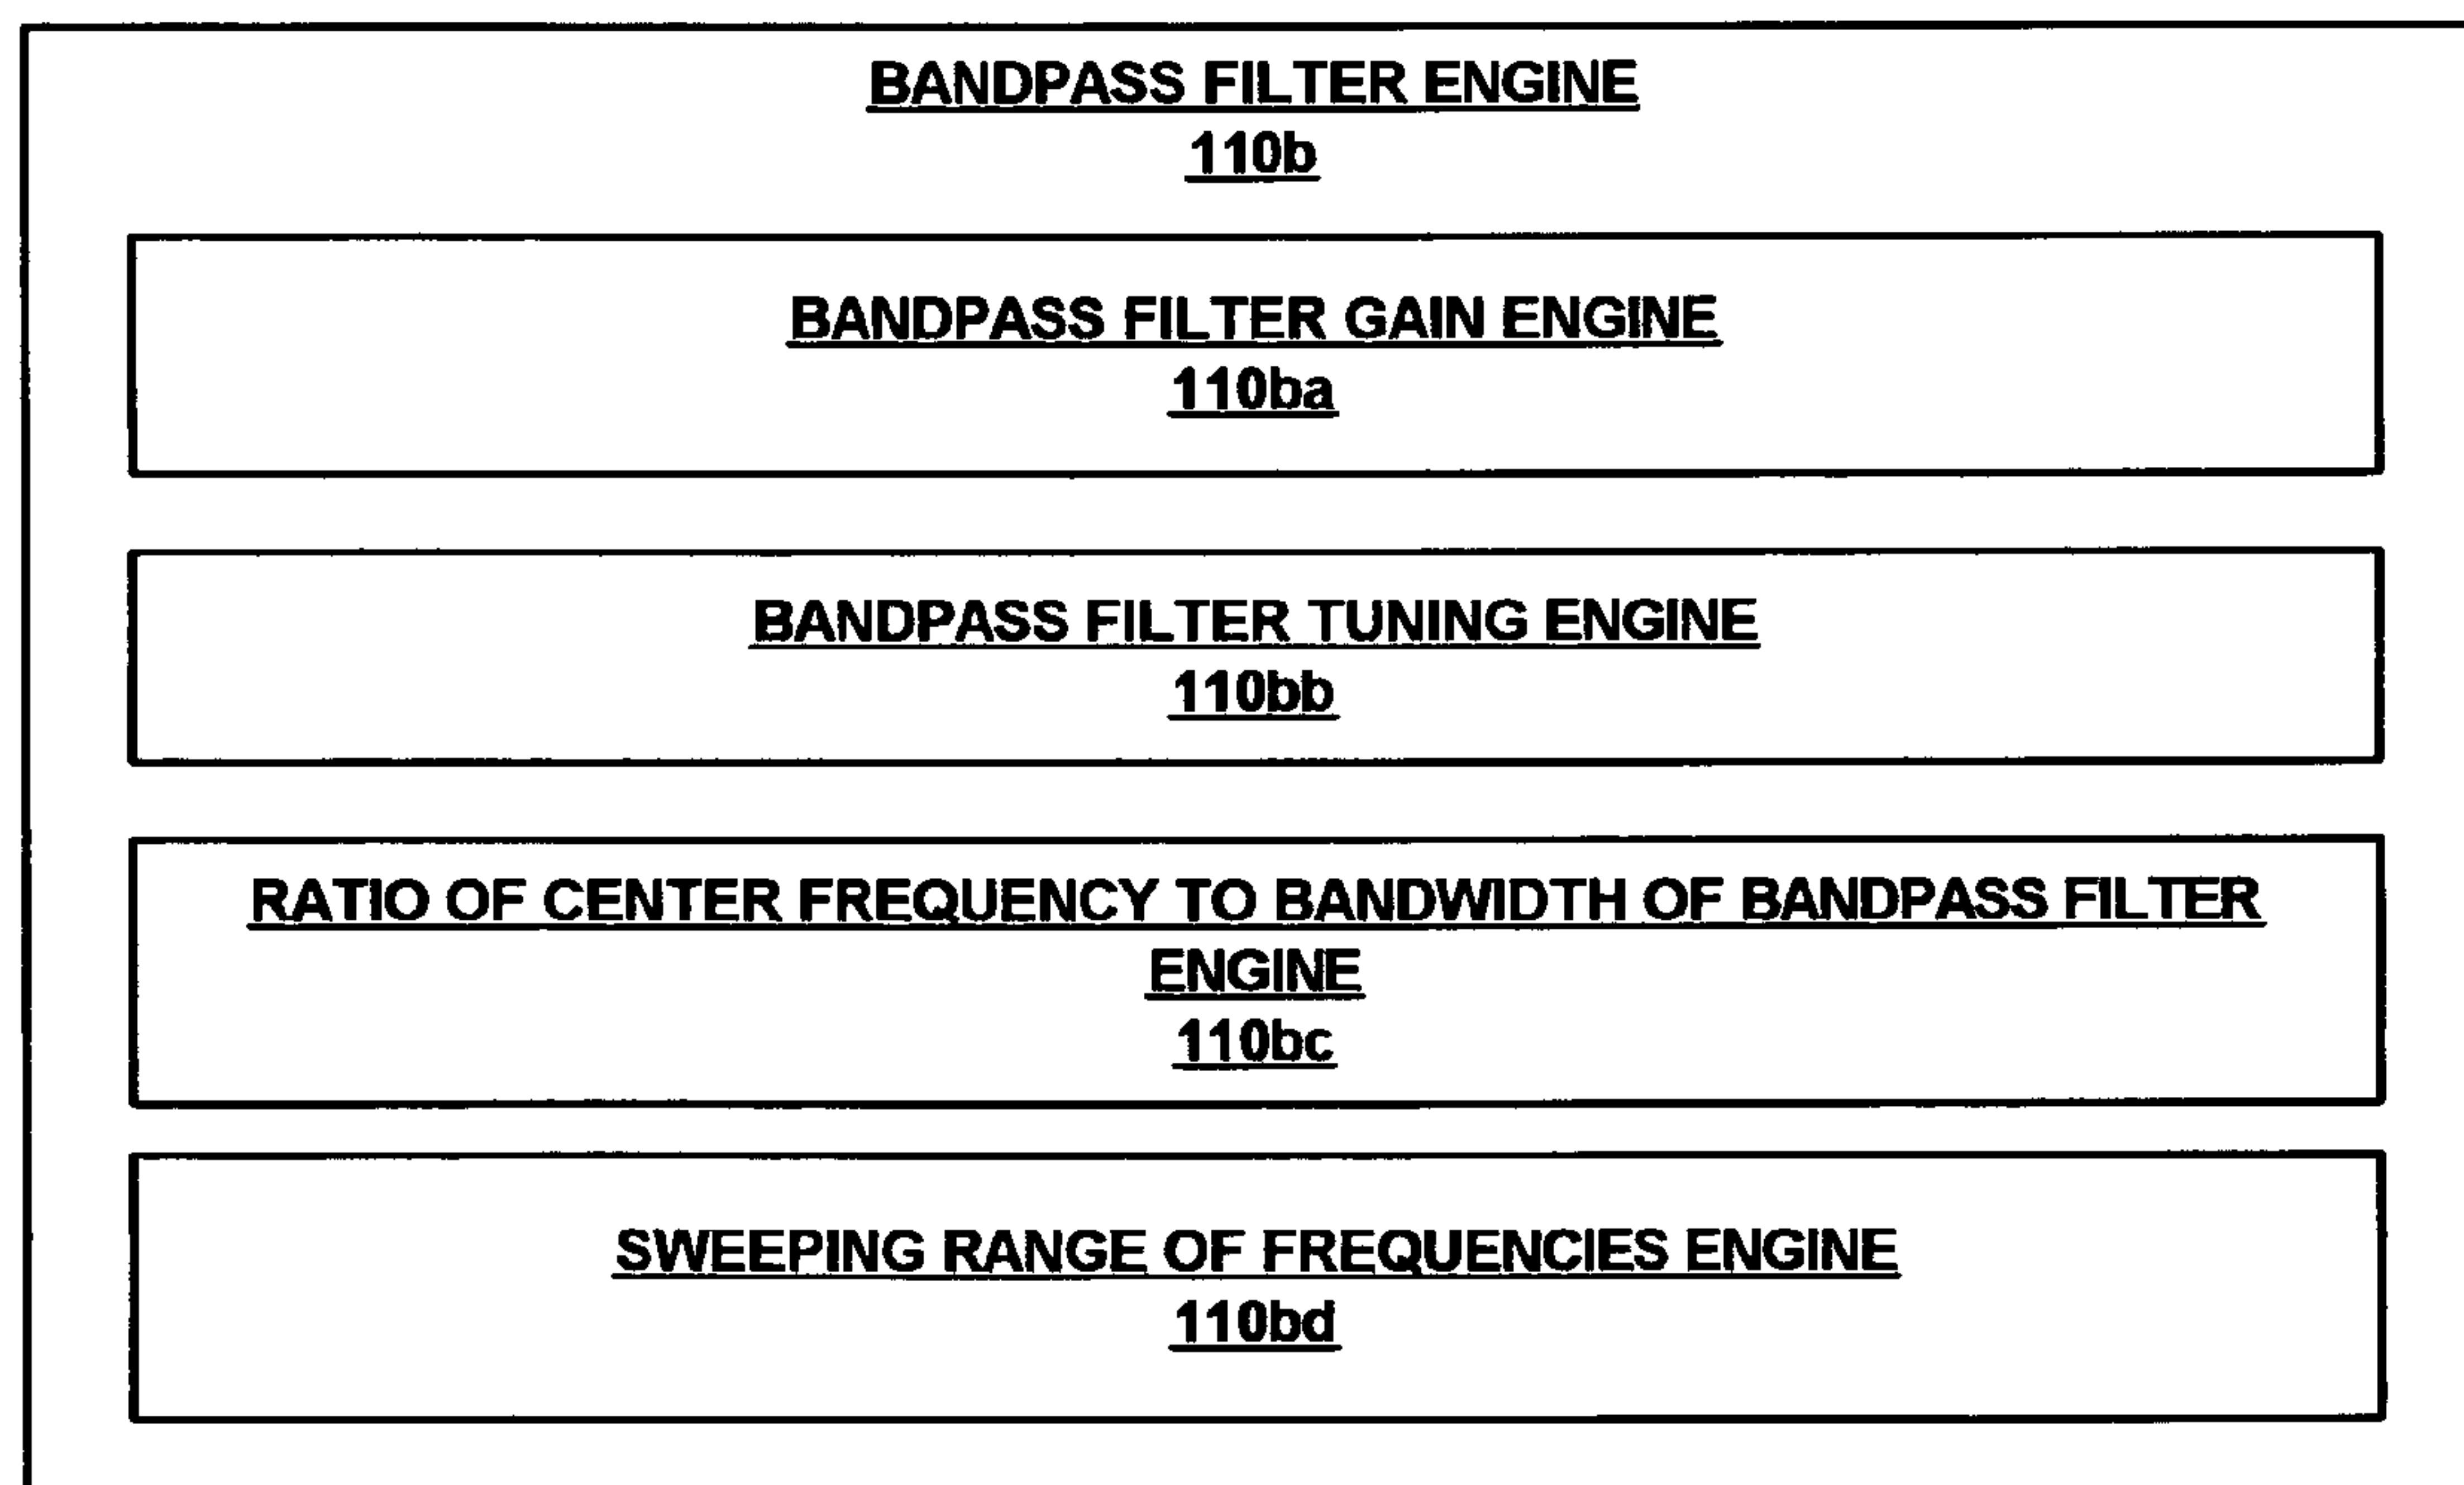 BANDPASS FILTER ENGINE
110b
BANDPASS FILTER GAIN ENGINE
110ba
BANDPASS FILTER TUNING ENGINE
110bb
RATIO OF CENTER FREQUENCY TO BANDWIDTH OF BANDPASS FILTER
ENGINE
110bc
SWEEPING RANGE OF FREQUENCIES ENGINE
110bd